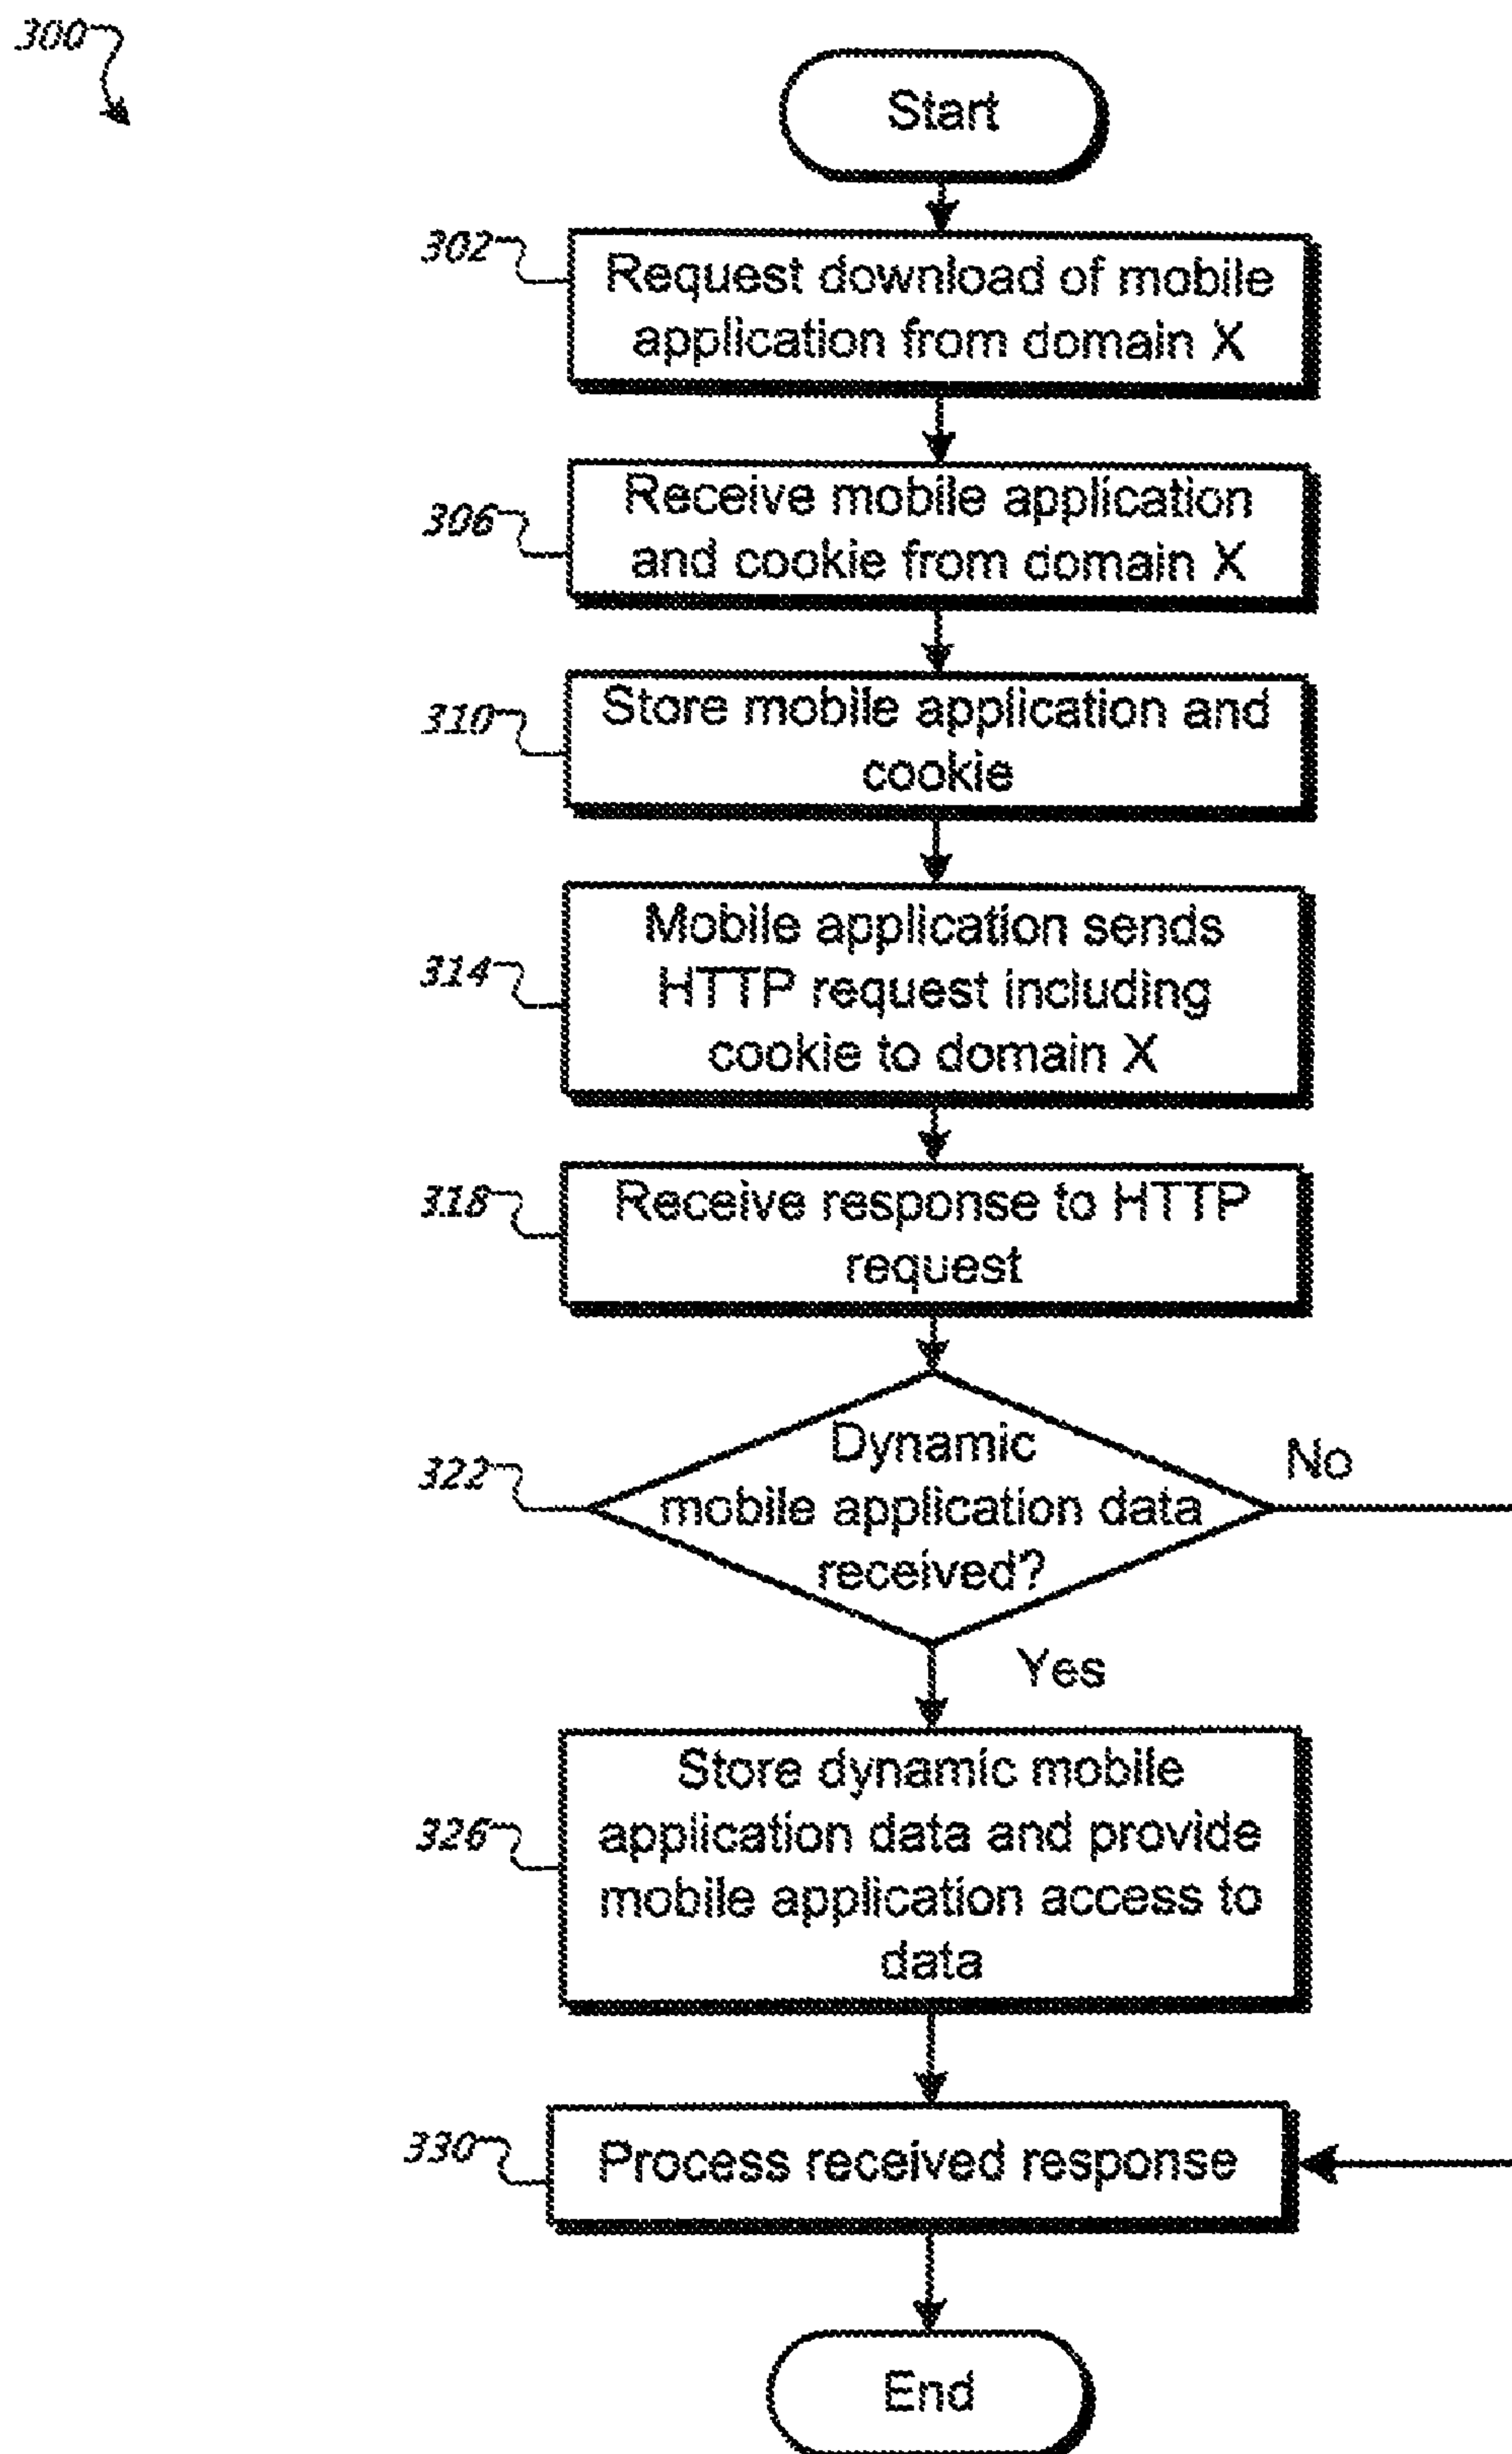 300
Start
302
Request download of mobile
application from domain X
306
Receive mobile application
and cookie from domain X
310
Store mobile application and
cookie
314
Mobile application sends
HTTP request including
cookie to domain X
318
Receive response to HTTP
request
322
Dynamic
mobile application data
received?
No
Yes
326
Store dynamic mobile
application data and provide
mobile application access to
data
330
Process received response
End